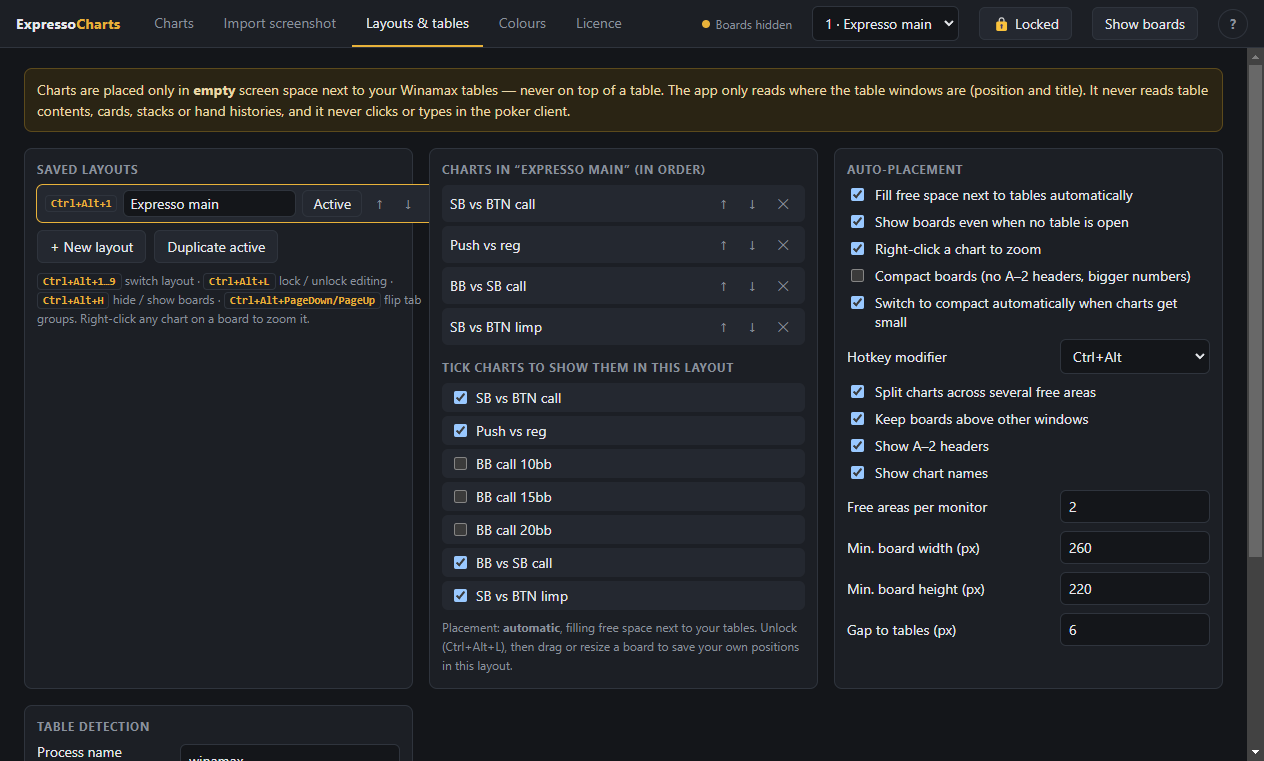 ExpressoCharts Charts Import screenshot Layouts & tables Colours Licence Boards hidden 1 · Expresso main Locked Show boards ?
Charts are placed only in empty screen space next to your Winamax tables — never on top of a table. The app only reads where the table windows are (position and title). It never reads table
contents, cards, stacks or hand histories, and it never clicks or types in the poker client.
SAVED LAYOUTS
Ctrl+Alt+1 Expresso main Active ↑ ↓
+ New layout Duplicate active
Ctrl+Alt+1…9 switch layout · Ctrl+Alt+L lock / unlock editing ·
Ctrl+Alt+H hide / show boards · Ctrl+Alt+PageDown/PageUp flip tab
groups. Right-click any chart on a board to zoom it.
CHARTS IN “EXPRESSO MAIN” (IN ORDER)
SB vs BTN call ↑ ↓ ✕
Push vs reg ↑ ↓ ✕
BB vs SB call ↑ ↓ ✕
SB vs BTN limp ↑ ↓ ✕
TICK CHARTS TO SHOW THEM IN THIS LAYOUT
SB vs BTN call
Push vs reg
BB call 10bb
BB call 15bb
BB call 20bb
BB vs SB call
SB vs BTN limp
Placement: automatic, filling free space next to your tables. Unlock
(Ctrl+Alt+L), then drag or resize a board to save your own positions
in this layout.
AUTO-PLACEMENT
Fill free space next to tables automatically
Show boards even when no table is open
Right-click a chart to zoom
Compact boards (no A–2 headers, bigger numbers)
Switch to compact automatically when charts get
small
Hotkey modifier Ctrl+Alt
Split charts across several free areas
Keep boards above other windows
Show A–2 headers
Show chart names
Free areas per monitor 2
Min. board width (px) 260
Min. board height (px) 220
Gap to tables (px) 6
TABLE DETECTION
Process name winamax